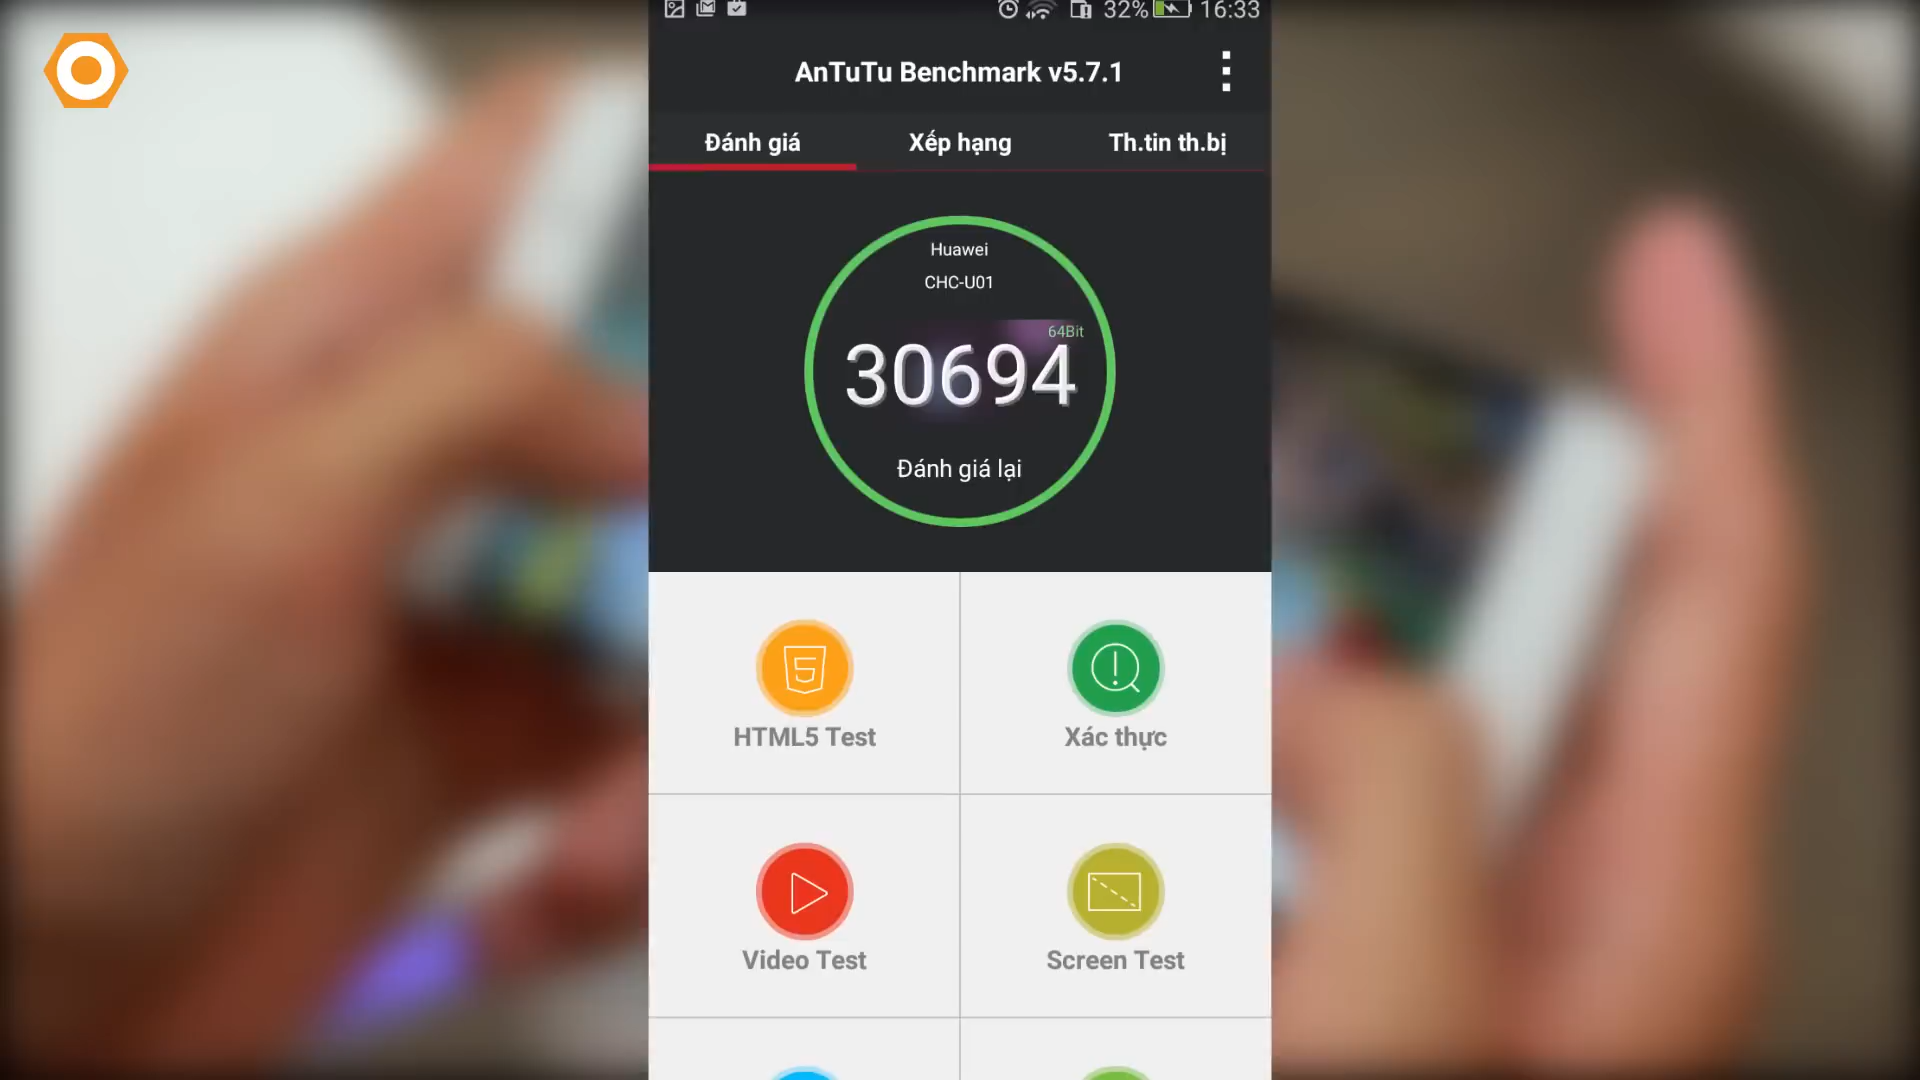 32% 16:33
AnTuTu Benchmark v5.7.1
Đánh giá Xếp hạng Th.tin th.bị
Huawei
CHC-U01
64Bit
30694
Đánh giá lại
HTML5 Test Xác thực
Video Test Screen Test